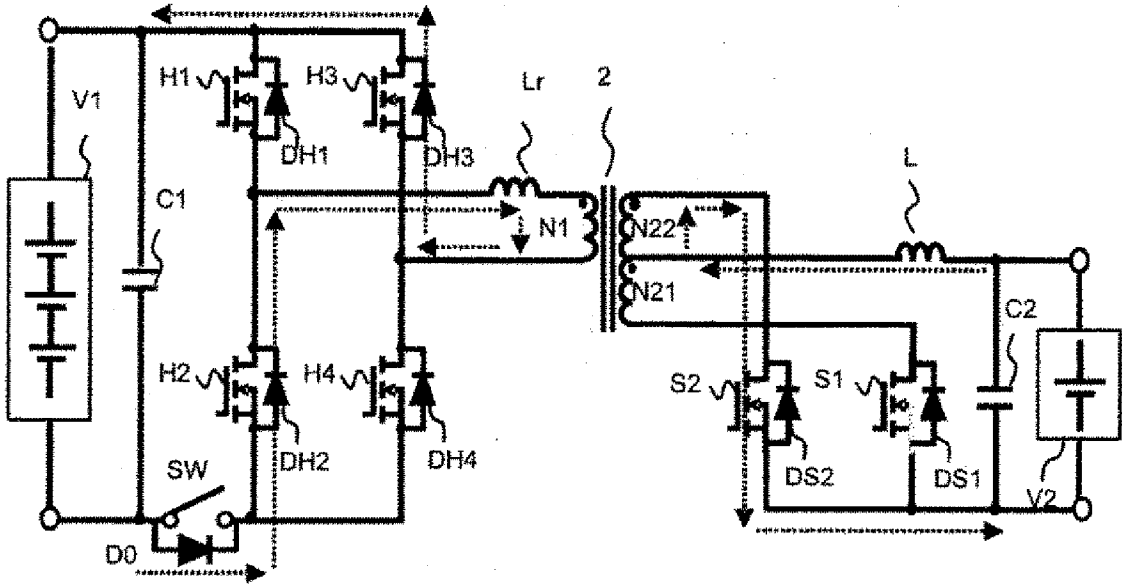 H1
H3
Lr
2
V1
DH1
DH3
L
C1
N1
N22
N21
C2
H2
H4
S2
S1
SW
DH2
DH4
DS2
DS1
V2
D0